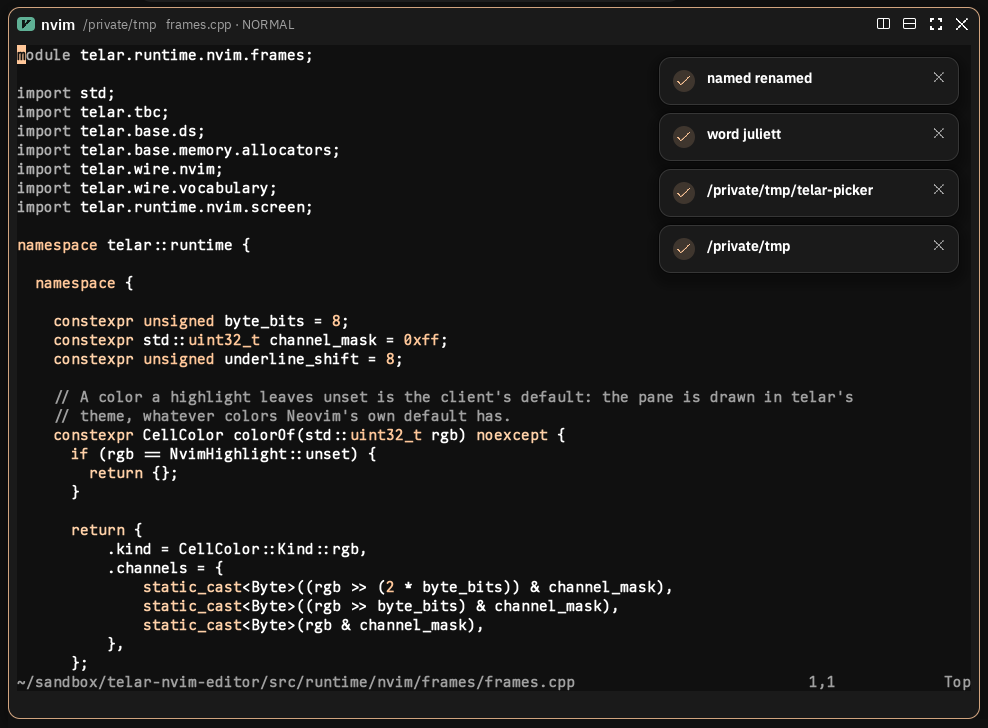 nvim /private/tmp frames.cpp · NORMAL
module telar.runtime.nvim.frames;
named renamed
import std;
import telar.tbc;
word juliett
import telar.base.ds;
import telar.base.memory.allocators;
import telar.wire.nvim;
import telar.wire.vocabulary;
/private/tmp/telar-picker
import telar.runtime.nvim.screen;
namespace telar::runtime {
/private/tmp
namespace {
constexpr unsigned byte_bits = 8;
constexpr std::uint32_t channel_mask = 0xff;
constexpr unsigned underline_shift = 8;
// A color a highlight leaves unset is the client's default: the pane is drawn in telar's
// theme, whatever colors Neovim's own default has.
constexpr CellColor colorOf(std::uint32_t rgb) noexcept {
if (rgb == NvimHighlight::unset) {
return {};
}
return {
.kind = CellColor::Kind::rgb,
.channels = {
static_cast<Byte>((rgb >> (2 * byte_bits)) & channel_mask),
static_cast<Byte>((rgb >> byte_bits) & channel_mask),
static_cast<Byte>(rgb & channel_mask),
},
};
~/sandbox/telar-nvim-editor/src/runtime/nvim/frames/frames.cpp 1,1 Top